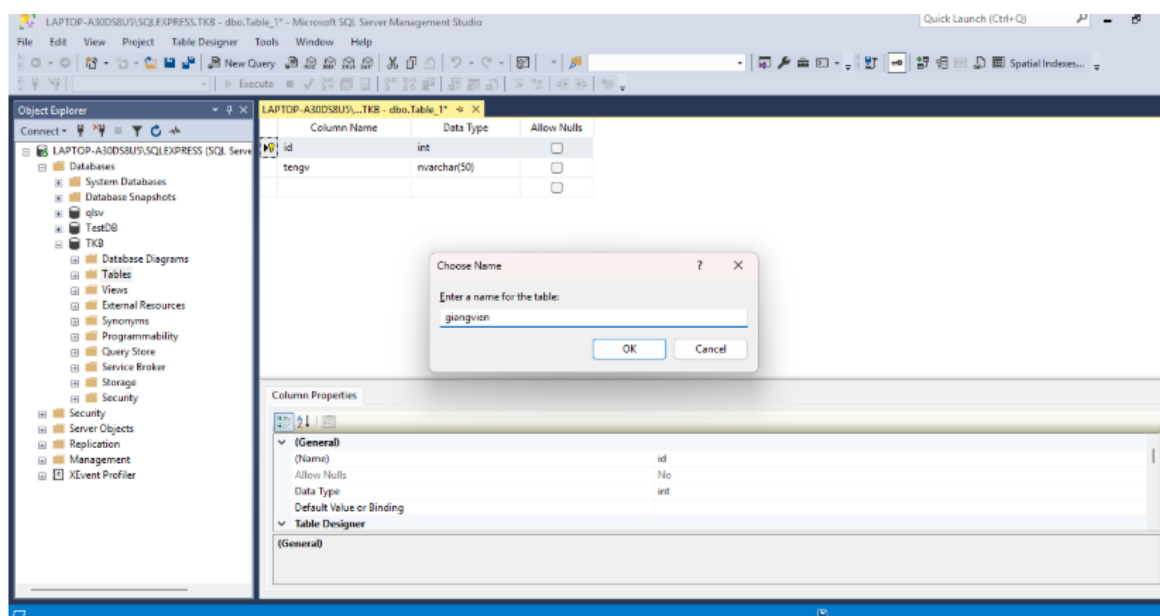 LAPTOP-A30DS8U5\SQLEXPRESS.TKB - dbo.Table_1* - Microsoft SQL Server Management Studio
Quick Launch (Ctrl+Q)
File Edit View Project Table Designer Tools Window Help
New Query
Spatial Indexes...
Execute
Object Explorer
LAPTOP-A30DS8U5\...TKB - dbo.Table_1*
Connect
Column Name Data Type Allow Nulls
LAPTOP-A30DS8U5\SQLEXPRESS (SQL Serve
id int
Databases
tengv nvarchar(50)
System Databases
Database Snapshots
qlsv
TestDB
TKB
Database Diagrams
Tables
Views
External Resources
Synonyms
Programmability
Query Store
Service Broker
Storage
Security
Security
Server Objects
Replication
Management
XEvent Profiler
Choose Name ?
Enter a name for the table:
giangvien
OK Cancel
Column Properties
(General)
(Name) id
Allow Nulls No
Data Type int
Default Value or Binding
Table Designer
(General)